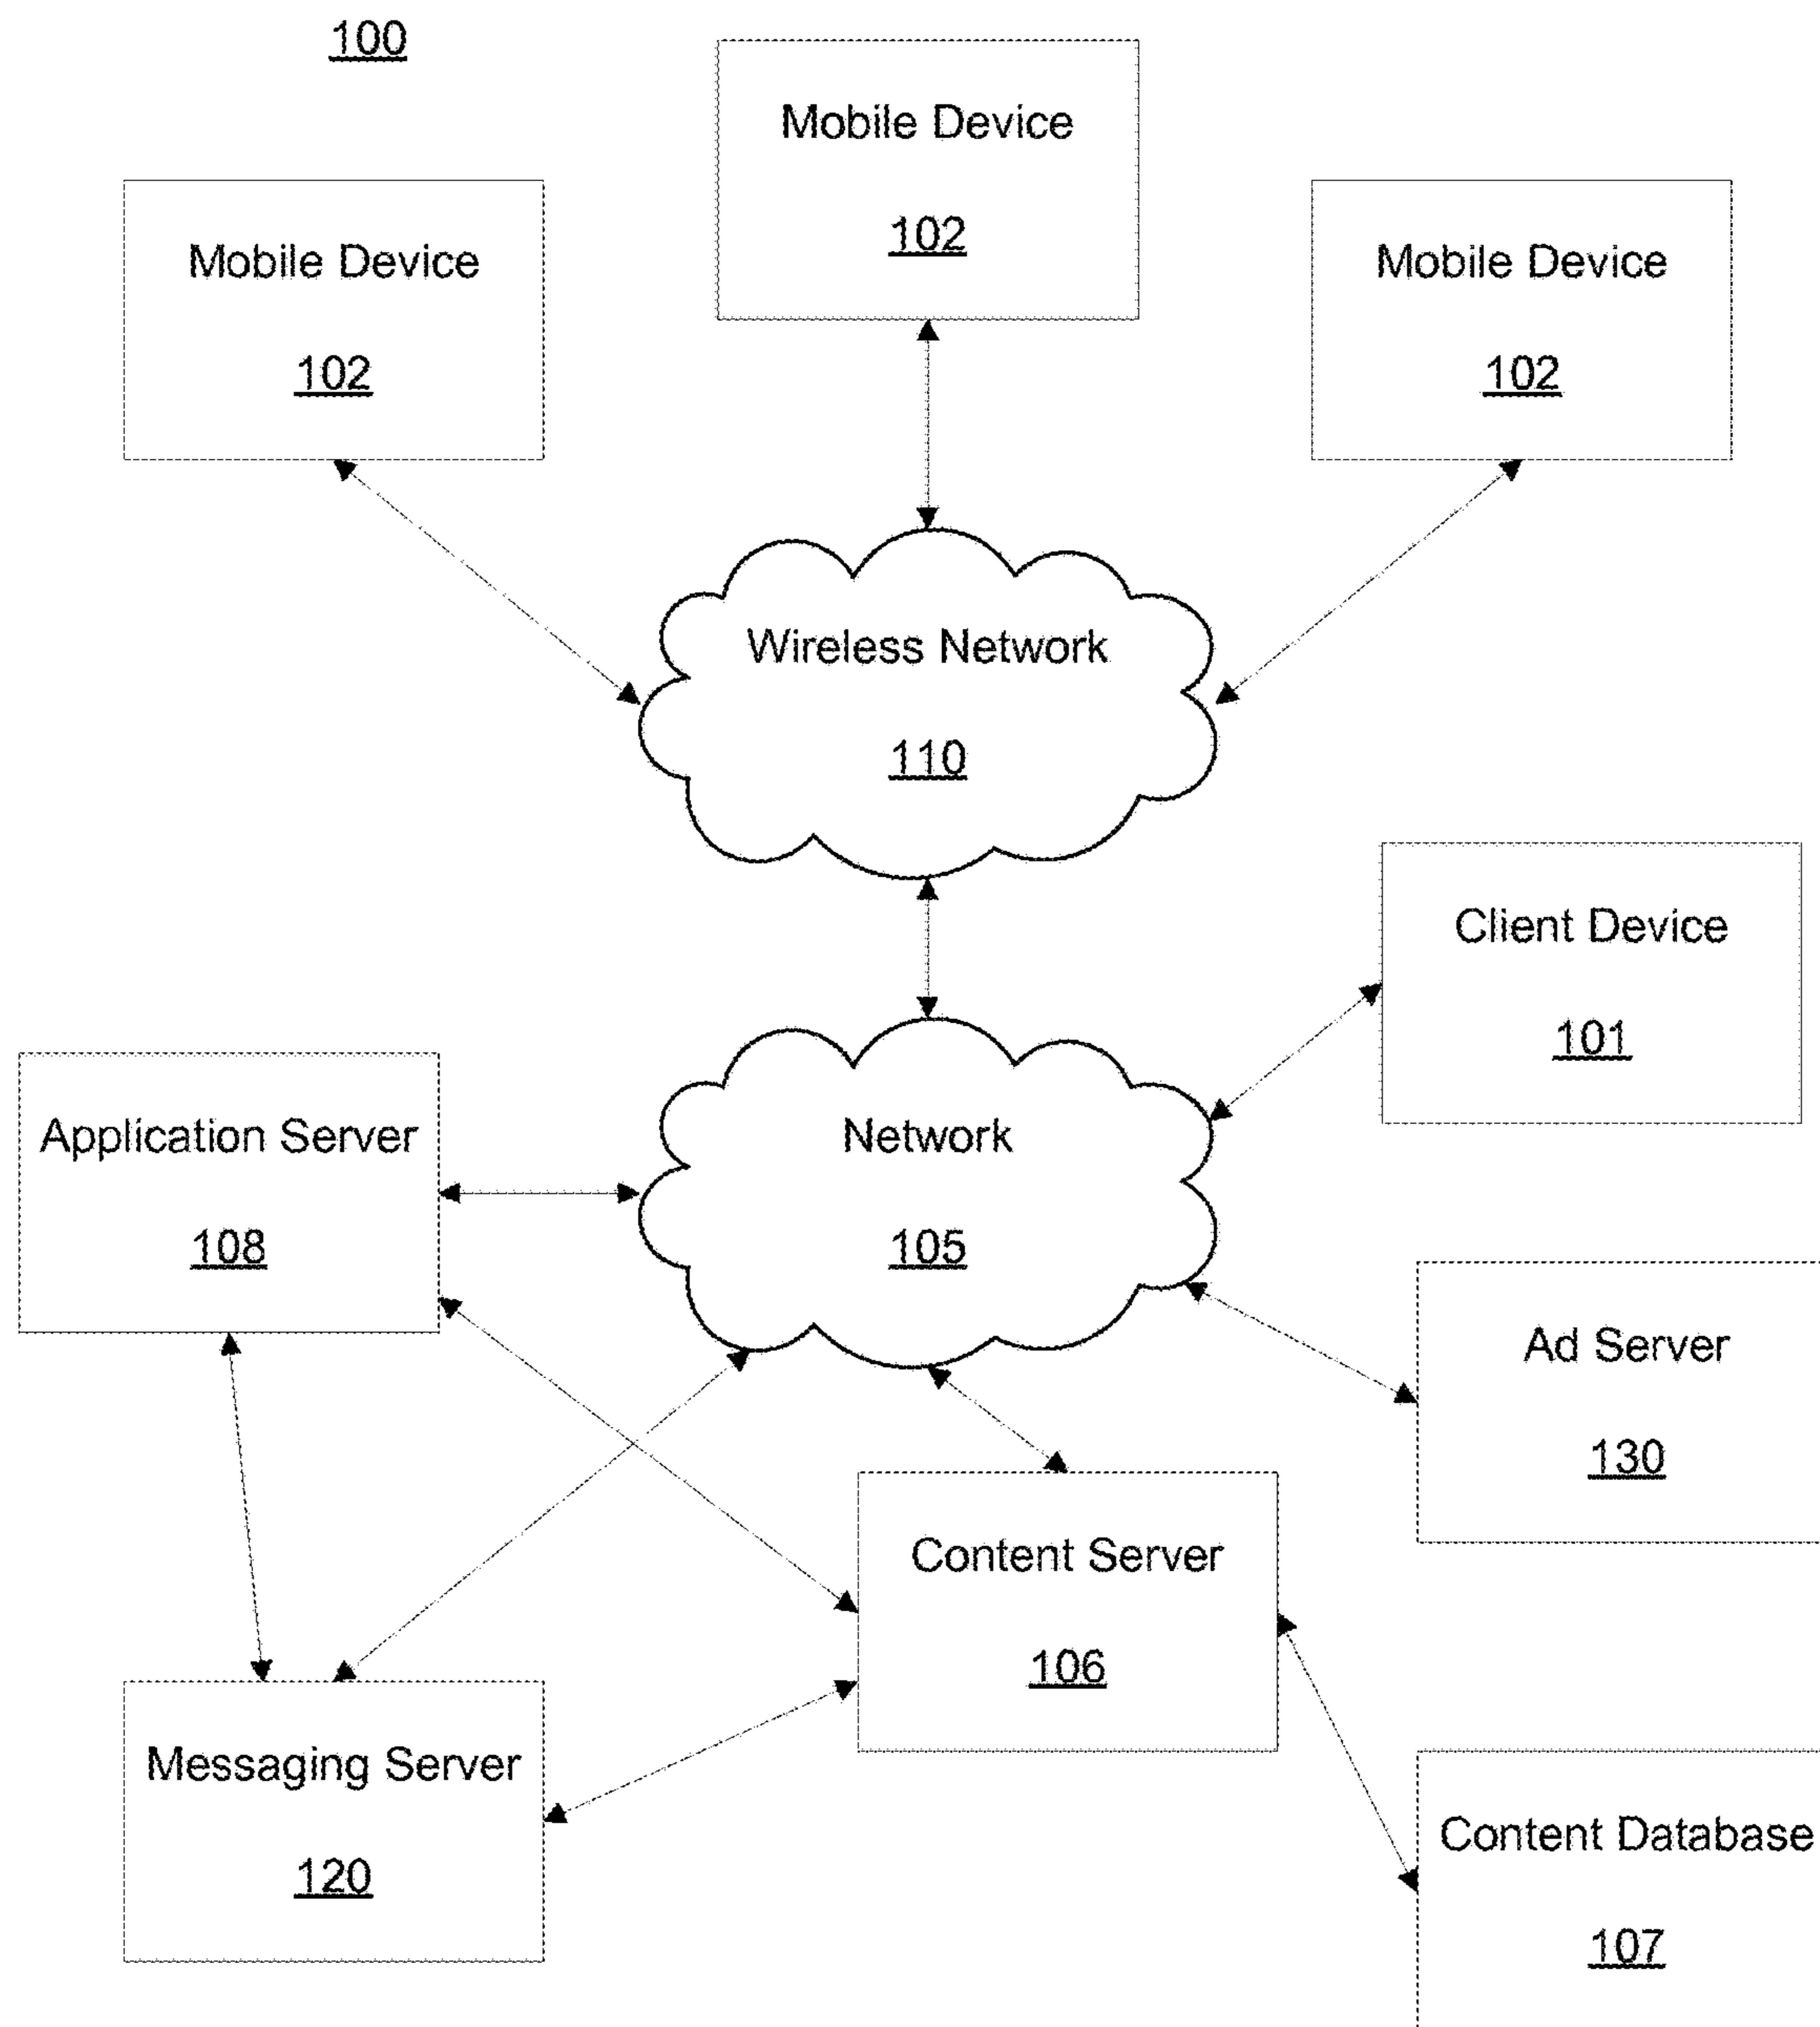 100
Mobile Device
102
Mobile Device
102
Mobile Device
102
Wireless Network
110
Client Device
101
Application Server
108
Network
105
Ad Server
130
Content Server
106
Messaging Server
120
Content Database
107